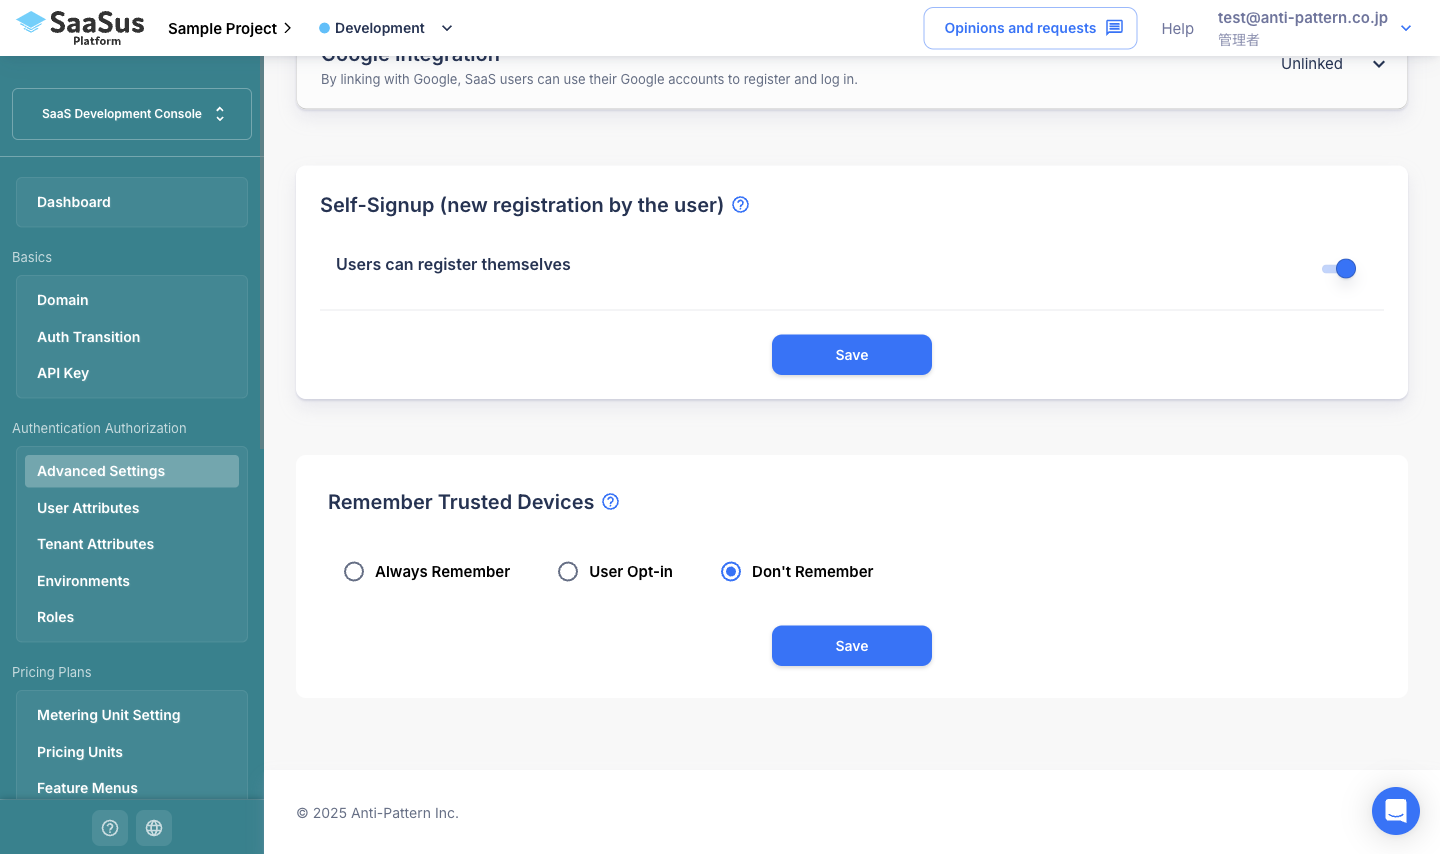 SaaSus
Platform
Sample Project
Development
Opinions and requests
Help
test@anti-pattern.co.jp
管理者
SaaS Development Console
Dashboard
Basics
Domain
Auth Transition
API Key
Authentication Authorization
Advanced Settings
User Attributes
Tenant Attributes
Environments
Roles
Pricing Plans
Metering Unit Setting
Pricing Units
Feature Menus
Google Integration
By linking with Google, SaaS users can use their Google accounts to register and log in.
Unlinked
Self-Signup (new registration by the user)
Users can register themselves
Save
Remember Trusted Devices
Always Remember
User Opt-in
Don't Remember
Save
© 2025 Anti-Pattern Inc.